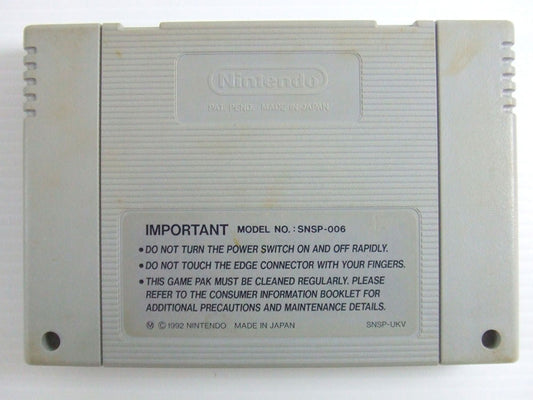 Nintendo
PAT. PEND. MADE IN JAPAN
IMPORTANT MODEL NO.: SNSP-006
• DO NOT TURN THE POWER SWITCH ON AND OFF RAPIDLY.
• DO NOT TOUCH THE EDGE CONNECTOR WITH YOUR FINGERS.
• THIS GAME PAK MUST BE CLEANED REGULARLY. PLEASE
REFER TO THE CONSUMER INFORMATION BOOKLET FOR
ADDITIONAL PRECAUTIONS AND MAINTENANCE DETAILS.
Ⓜ © 1992 NINTENDO MADE IN JAPAN SNSP-UKV